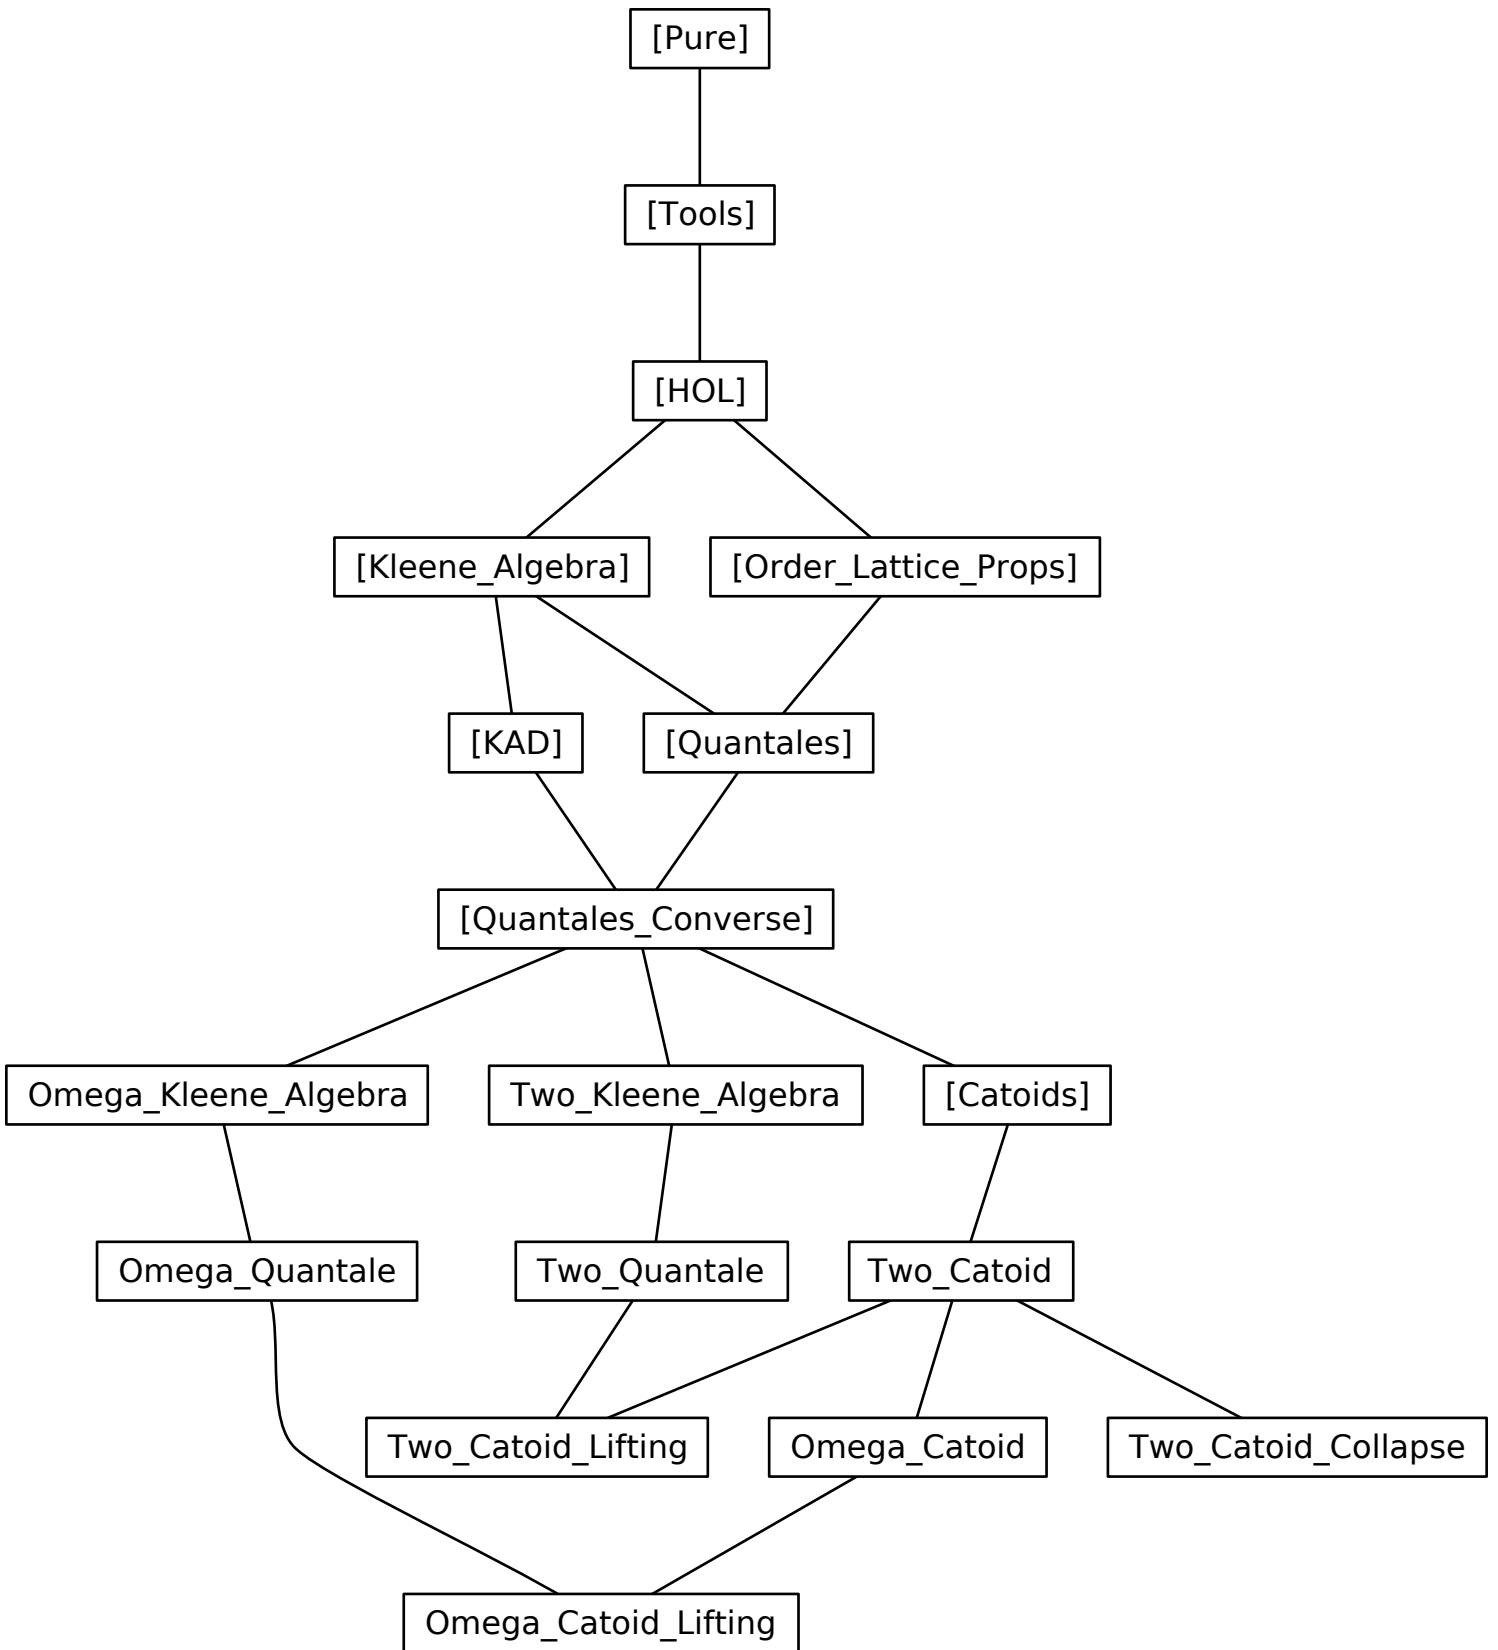 [Pure]
[Tools]
[HOL]
[Kleene_Algebra]
[Order_Lattice_Props]
[KAD]
[Quantales]
[Quantales_Converse]
Omega_Kleene_Algebra
Two_Kleene_Algebra
[Catoids]
Omega_Quantale
Two_Quantale
Two_Catoid
Two_Catoid_Lifting
Omega_Catoid
Two_Catoid_Collapse
Omega_Catoid_Lifting